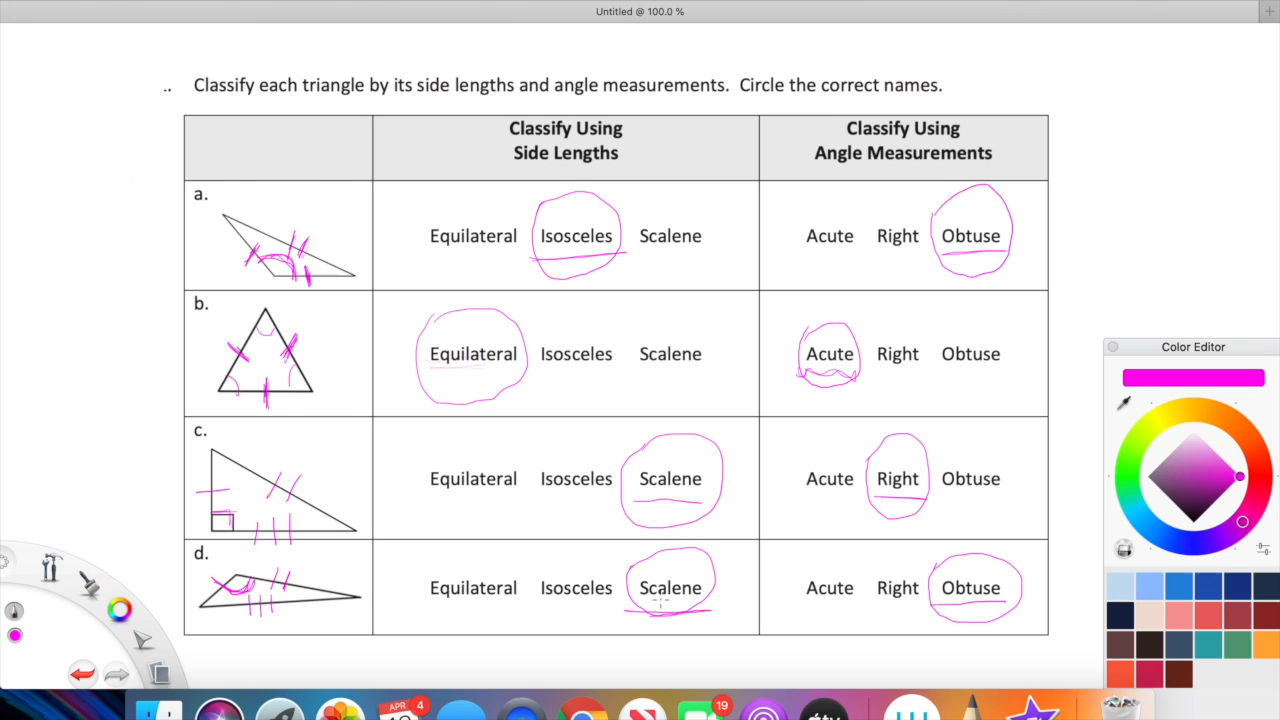 Untitled @ 100.0 %
.. Classify each triangle by its side lengths and angle measurements. Circle the correct names.
Classify Using
Side Lengths
Classify Using
Angle Measurements
a.
Equilateral Isosceles Scalene Acute Right Obtuse
b.
Equilateral Isosceles Scalene Acute Right Obtuse
c.
Equilateral Isosceles Scalene Acute Right Obtuse
d.
Equilateral Isosceles Scalene Acute Right Obtuse
Color Editor
APR 4
19
tv